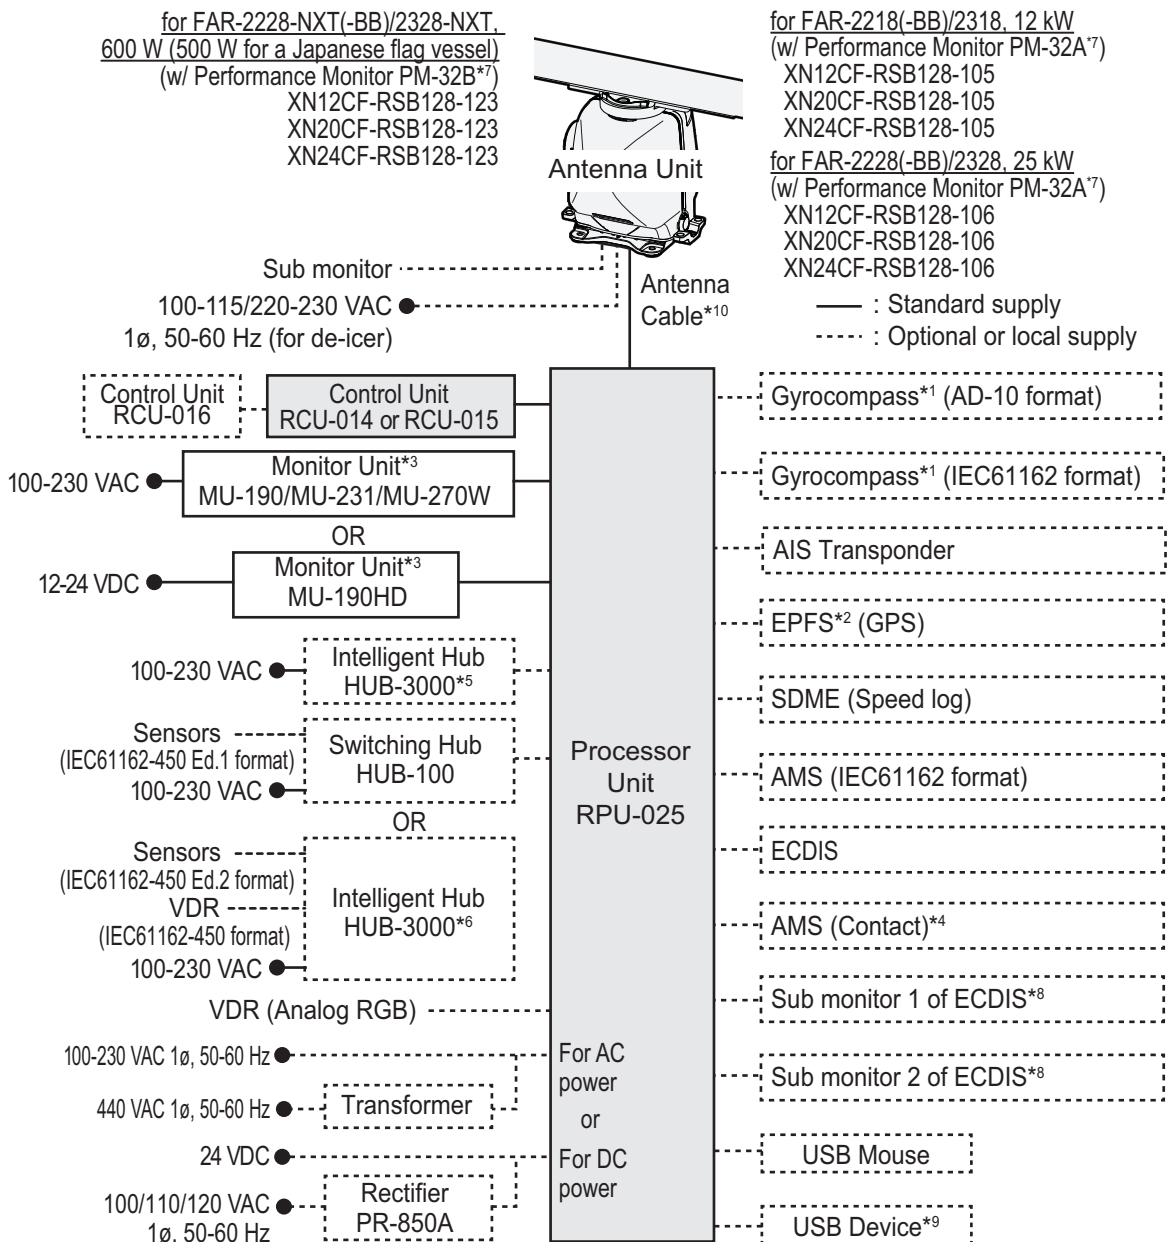 for FAR-2228-NXT(-BB)/2328-NXT,
600 W (500 W for a Japanese flag vessel)
(w/ Performance Monitor PM-32B*7)
XN12CF-RSB128-123
XN20CF-RSB128-123
XN24CF-RSB128-123
Antenna Unit
for FAR-2218(-BB)/2318, 12 kW
(w/ Performance Monitor PM-32A*7)
XN12CF-RSB128-105
XN20CF-RSB128-105
XN24CF-RSB128-105
for FAR-2228(-BB)/2328, 25 kW
(w/ Performance Monitor PM-32A*7)
XN12CF-RSB128-106
XN20CF-RSB128-106
XN24CF-RSB128-106
: Standard supply
: Optional or local supply
Sub monitor
100-115/220-230 VAC
1ø, 50-60 Hz (for de-icer)
Antenna
Cable*10
Control Unit
RCU-016
Control Unit
RCU-014 or RCU-015
100-230 VAC
Monitor Unit*3
MU-190/MU-231/MU-270W
OR
12-24 VDC
Monitor Unit*3
MU-190HD
100-230 VAC
Intelligent Hub
HUB-3000*5
Sensors
(IEC61162-450 Ed.1 format)
100-230 VAC
Switching Hub
HUB-100
OR
Sensors
(IEC61162-450 Ed.2 format)
VDR
(IEC61162-450 format)
100-230 VAC
Intelligent Hub
HUB-3000*6
VDR (Analog RGB)
100-230 VAC 1ø, 50-60 Hz
440 VAC 1ø, 50-60 Hz
Transformer
24 VDC
100/110/120 VAC
1ø, 50-60 Hz
Rectifier
PR-850A
Processor
Unit
RPU-025
For AC
power
or
For DC
power
Gyrocompass*1 (AD-10 format)
Gyrocompass*1 (IEC61162 format)
AIS Transponder
EPFS*2 (GPS)
SDME (Speed log)
AMS (IEC61162 format)
ECDIS
AMS (Contact)*4
Sub monitor 1 of ECDIS*8
Sub monitor 2 of ECDIS*8
USB Mouse
USB Device*9